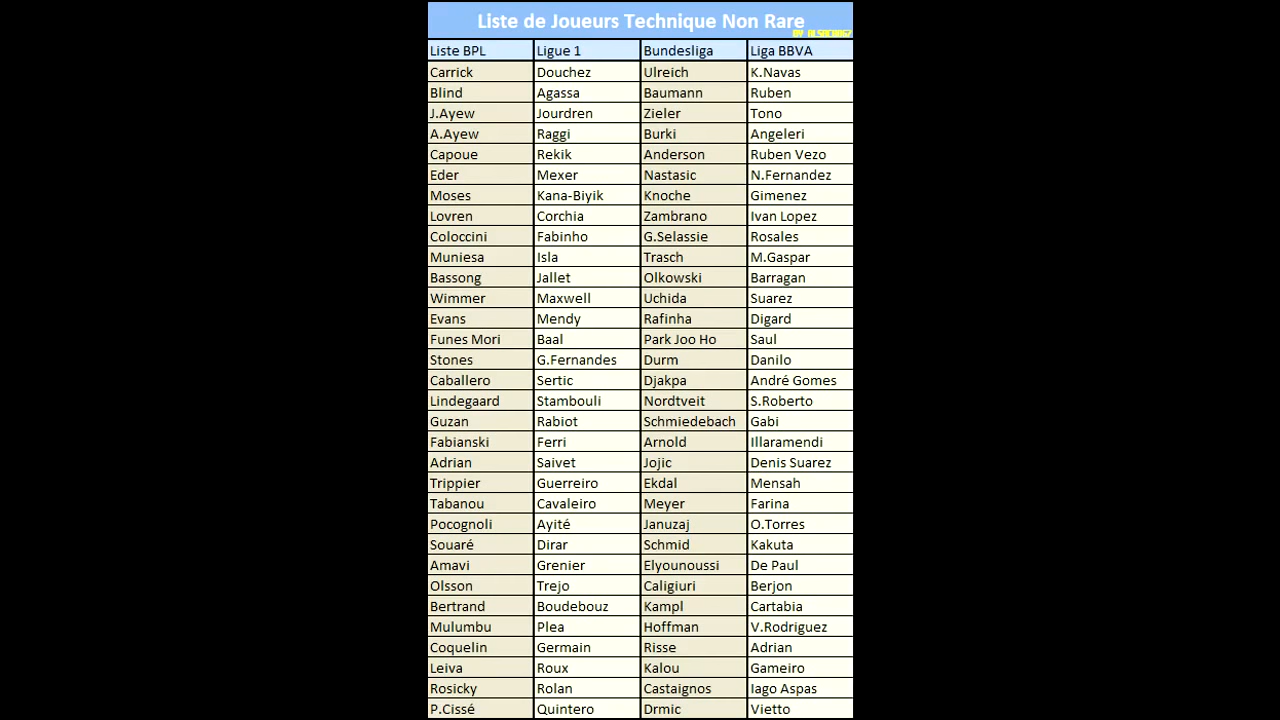 Liste de Joueurs Technique Non Rare
Liste BPL Ligue 1 Bundesliga Liga BBVA
Carrick Douchez Ulreich K.Navas
Blind Agassa Baumann Ruben
J.Ayew Jourdren Zieler Tono
A.Ayew Raggi Burki Angeleri
Capoue Rekik Anderson Ruben Vezo
Eder Mexer Nastasic N.Fernandez
Moses Kana-Biyik Knoche Gimenez
Lovren Corchia Zambrano Ivan Lopez
Coloccini Fabinho G.Selassie Rosales
Muniesa Isla Trasch M.Gaspar
Bassong Jallet Olkowski Barragan
Wimmer Maxwell Uchida Suarez
Evans Mendy Rafinha Digard
Funes Mori Baal Park Joo Ho Saul
Stones G.Fernandes Durm Danilo
Caballero Sertic Djakpa André Gomes
Lindegaard Stambouli Nordtveit S.Roberto
Guzan Rabiot Schmiedebach Gabi
Fabianski Ferri Arnold Illaramendi
Adrian Saivet Jojic Denis Suarez
Trippier Guerreiro Ekdal Mensah
Tabanou Cavaleiro Meyer Farina
Pocognoli Ayité Januzaj O.Torres
Souaré Dirar Schmid Kakuta
Amavi Grenier Elyounoussi De Paul
Olsson Trejo Caligiuri Berjon
Bertrand Boudebouz Kampl Cartabia
Mulumbu Plea Hoffman V.Rodriguez
Coquelin Germain Risse Adrian
Leiva Roux Kalou Gameiro
Rosicky Rolan Castaignos Iago Aspas
P.Cissé Quintero Drmic Vietto